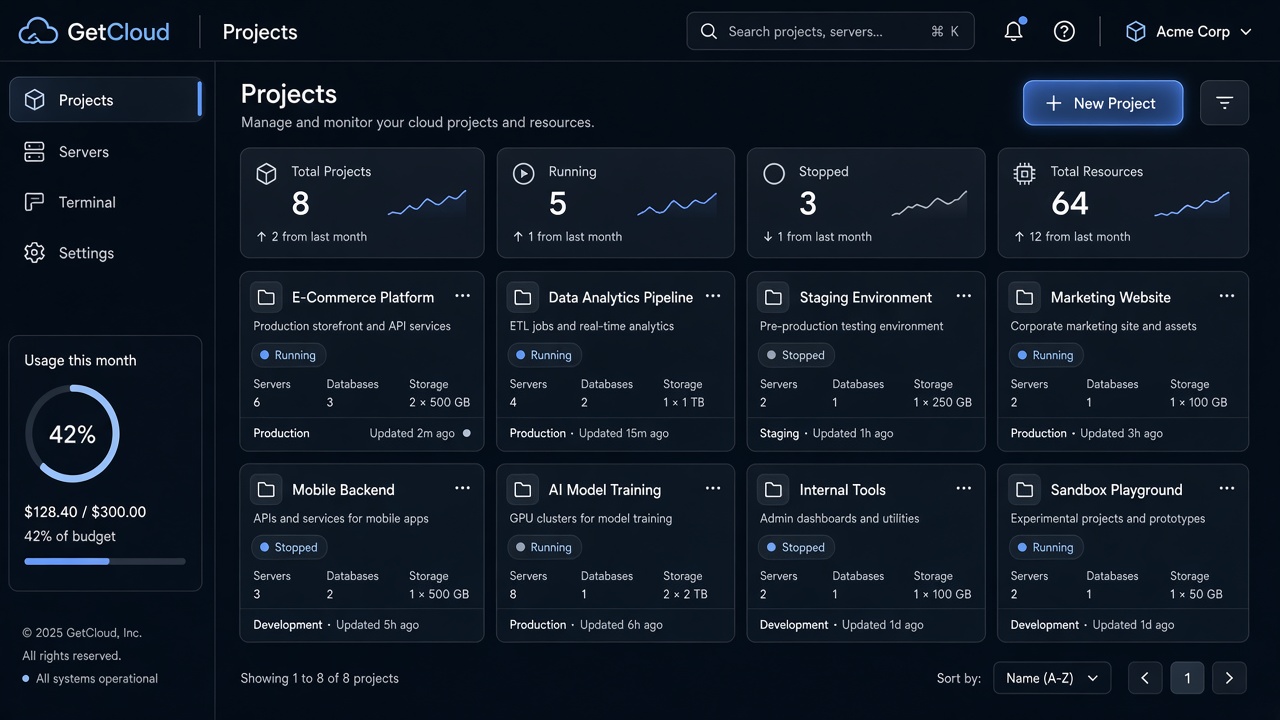 GetCloud
Projects
Search projects, servers... ⌘ K
Acme Corp
Projects
Servers
Terminal
Settings
Usage this month
42%
$128.40 / $300.00
42% of budget
© 2025 GetCloud, Inc.
All rights reserved.
All systems operational
Projects
Manage and monitor your cloud projects and resources.
+ New Project
Total Projects
8
↑ 2 from last month
Running
5
↑ 1 from last month
Stopped
3
↓ 1 from last month
Total Resources
64
↑ 12 from last month
E-Commerce Platform
Production storefront and API services
Running
Servers Databases Storage
6 3 2 × 500 GB
Production Updated 2m ago
Data Analytics Pipeline
ETL jobs and real-time analytics
Running
Servers Databases Storage
4 2 1 × 1 TB
Production · Updated 15m ago
Staging Environment
Pre-production testing environment
Stopped
Servers Databases Storage
2 1 1 × 250 GB
Staging · Updated 1h ago
Marketing Website
Corporate marketing site and assets
Running
Servers Databases Storage
2 1 1 × 100 GB
Production · Updated 3h ago
Mobile Backend
APIs and services for mobile apps
Stopped
Servers Databases Storage
3 2 1 × 500 GB
Development · Updated 5h ago
AI Model Training
GPU clusters for model training
Running
Servers Databases Storage
8 1 2 × 2 TB
Production · Updated 6h ago
Internal Tools
Admin dashboards and utilities
Stopped
Servers Databases Storage
2 1 1 × 100 GB
Development · Updated 1d ago
Sandbox Playground
Experimental projects and prototypes
Running
Servers Databases Storage
2 1 1 × 50 GB
Development · Updated 1d ago
Showing 1 to 8 of 8 projects
Sort by: Name (A-Z)
1